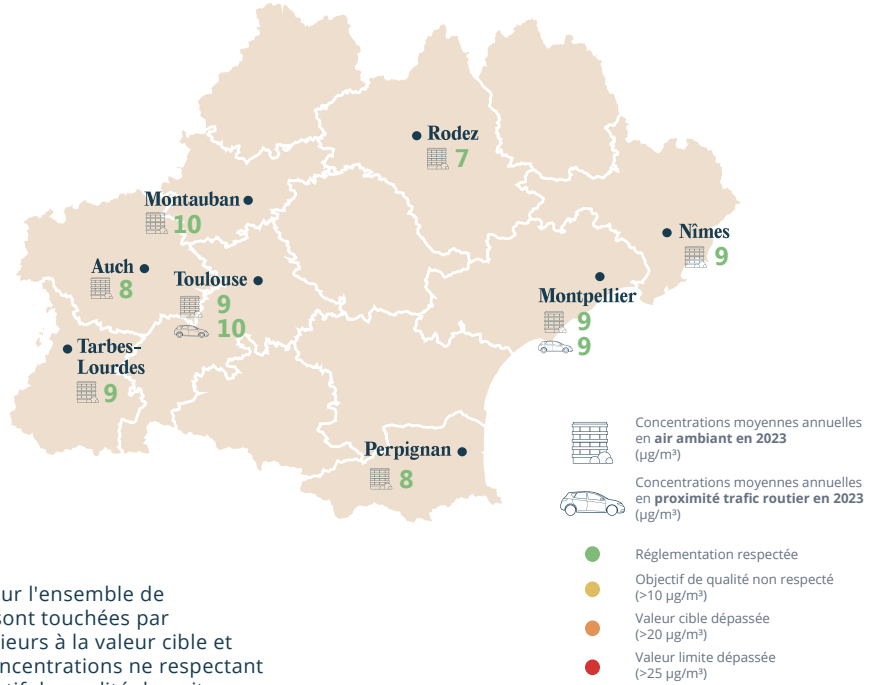 Rodez
7
Montauban
10
Nîmes
9
Auch
8
Toulouse
9
10
Montpellier
9
9
Tarbes-
Lourdes
9
Perpignan
8
Concentrations moyennes annuelles
en air ambiant en 2023
(µg/m³)
Concentrations moyennes annuelles
en proximité trafic routier en 2023
(µg/m³)
Réglementation respectée
Objectif de qualité non respecté
(>10 µg/m³)
Valeur cible dépassée
(>20 µg/m³)
Valeur limite dépassée
(>25 µg/m³)
ur l'ensemble de
sont touchées par
ieurs à la valeur cible et
oncentrations ne respectant